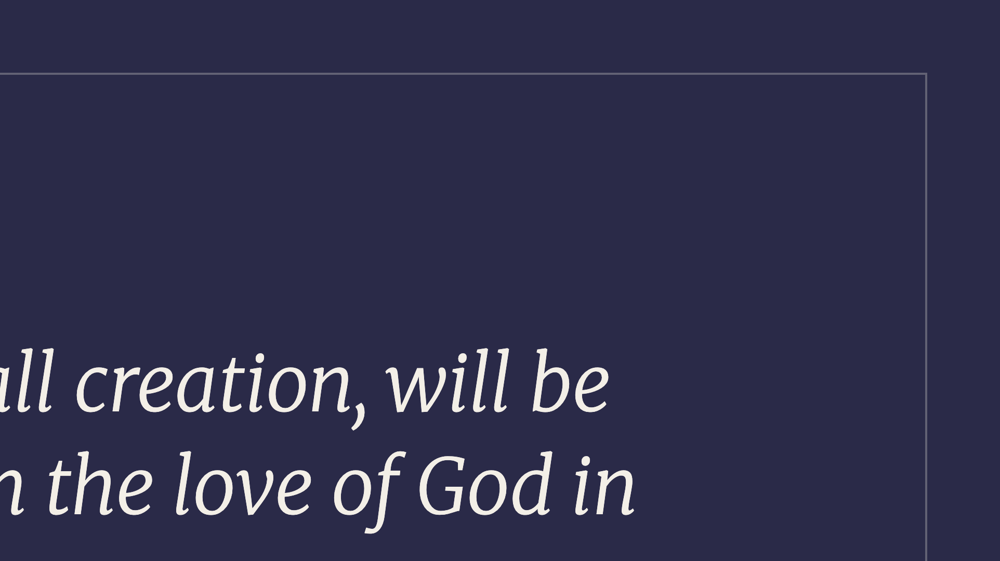 all creation, will be
the love of God in